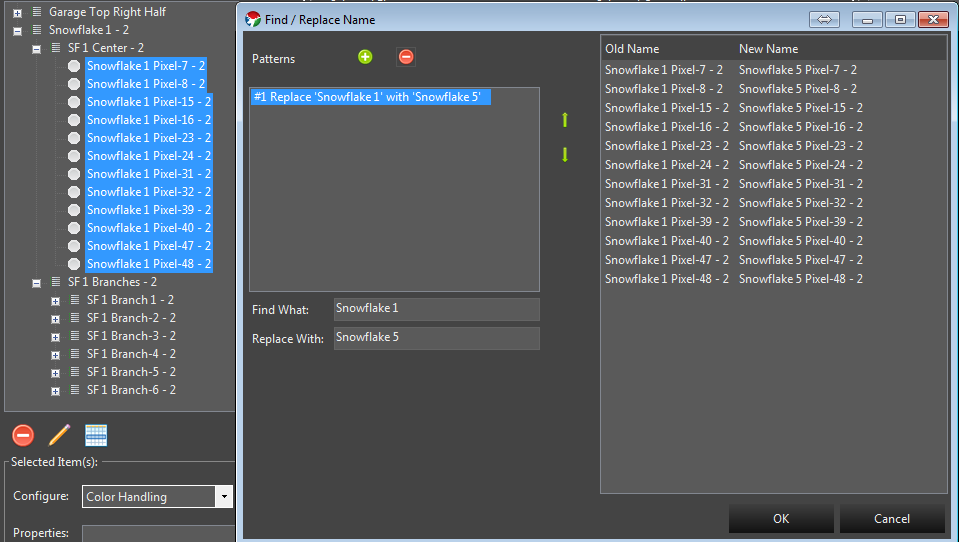 Garage Top Right Half
Snowflake 1 - 2
SF 1 Center - 2
Snowflake 1 Pixel-7 - 2
Snowflake 1 Pixel-8 - 2
Snowflake 1 Pixel-15 - 2
Snowflake 1 Pixel-16 - 2
Snowflake 1 Pixel-23 - 2
Snowflake 1 Pixel-24 - 2
Snowflake 1 Pixel-31 - 2
Snowflake 1 Pixel-32 - 2
Snowflake 1 Pixel-39 - 2
Snowflake 1 Pixel-40 - 2
Snowflake 1 Pixel-47 - 2
Snowflake 1 Pixel-48 - 2
SF 1 Branches - 2
SF 1 Branch 1 - 2
SF 1 Branch-2 - 2
SF 1 Branch-3 - 2
SF 1 Branch-4 - 2
SF 1 Branch-5 - 2
SF 1 Branch-6 - 2
Selected Item(s):
Configure: Color Handling
Properties:
Find / Replace Name
Patterns
#1 Replace 'Snowflake 1' with 'Snowflake 5'
Find What: Snowflake 1
Replace With: Snowflake 5
Old Name New Name
Snowflake 1 Pixel-7 - 2 Snowflake 5 Pixel-7 - 2
Snowflake 1 Pixel-8 - 2 Snowflake 5 Pixel-8 - 2
Snowflake 1 Pixel-15 - 2 Snowflake 5 Pixel-15 - 2
Snowflake 1 Pixel-16 - 2 Snowflake 5 Pixel-16 - 2
Snowflake 1 Pixel-23 - 2 Snowflake 5 Pixel-23 - 2
Snowflake 1 Pixel-24 - 2 Snowflake 5 Pixel-24 - 2
Snowflake 1 Pixel-31 - 2 Snowflake 5 Pixel-31 - 2
Snowflake 1 Pixel-32 - 2 Snowflake 5 Pixel-32 - 2
Snowflake 1 Pixel-39 - 2 Snowflake 5 Pixel-39 - 2
Snowflake 1 Pixel-40 - 2 Snowflake 5 Pixel-40 - 2
Snowflake 1 Pixel-47 - 2 Snowflake 5 Pixel-47 - 2
Snowflake 1 Pixel-48 - 2 Snowflake 5 Pixel-48 - 2
OK Cancel